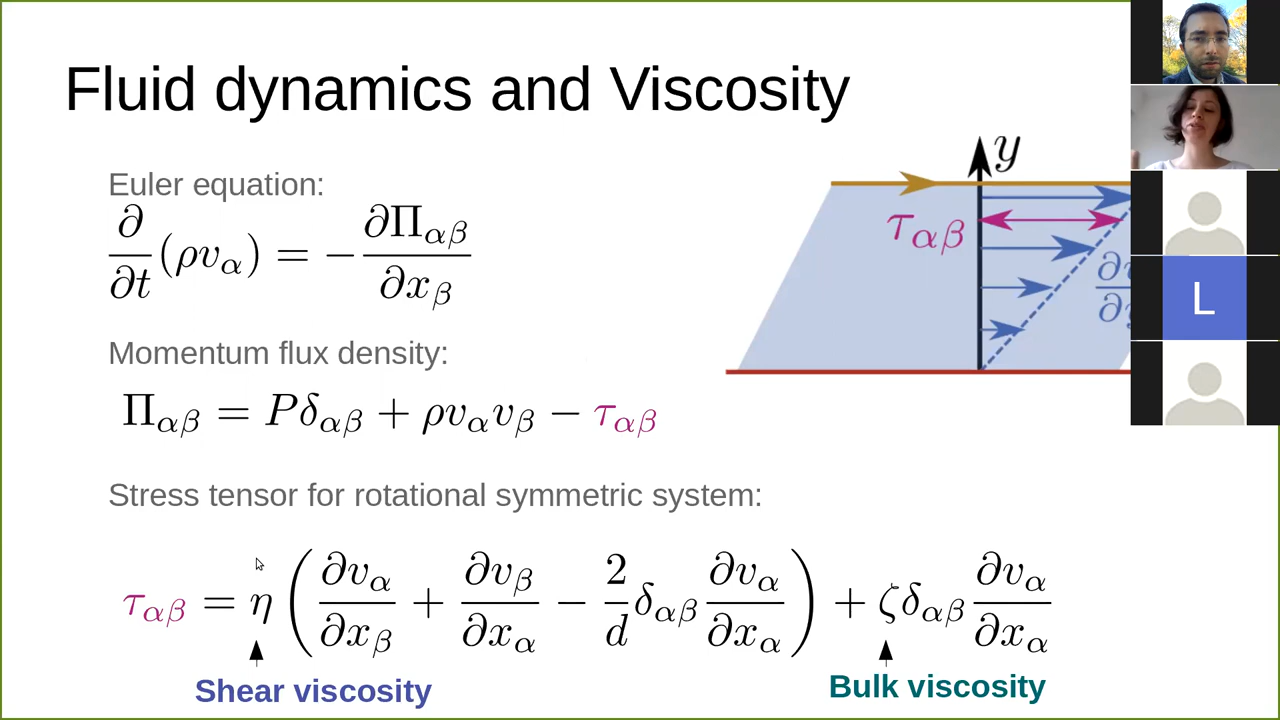 Fluid dynamics and Viscosity
Euler equation:
∂/∂t (ρv_α) = − ∂Π_αβ/∂x_β
Momentum flux density:
Π_αβ = Pδ_αβ + ρv_αv_β − τ_αβ
Stress tensor for rotational symmetric system:
τ_αβ = η (∂v_α/∂x_β + ∂v_β/∂x_α − 2/d δ_αβ ∂v_α/∂x_α) + ζδ_αβ ∂v_α/∂x_α
Shear viscosity
Bulk viscosity
y
τ_αβ
L